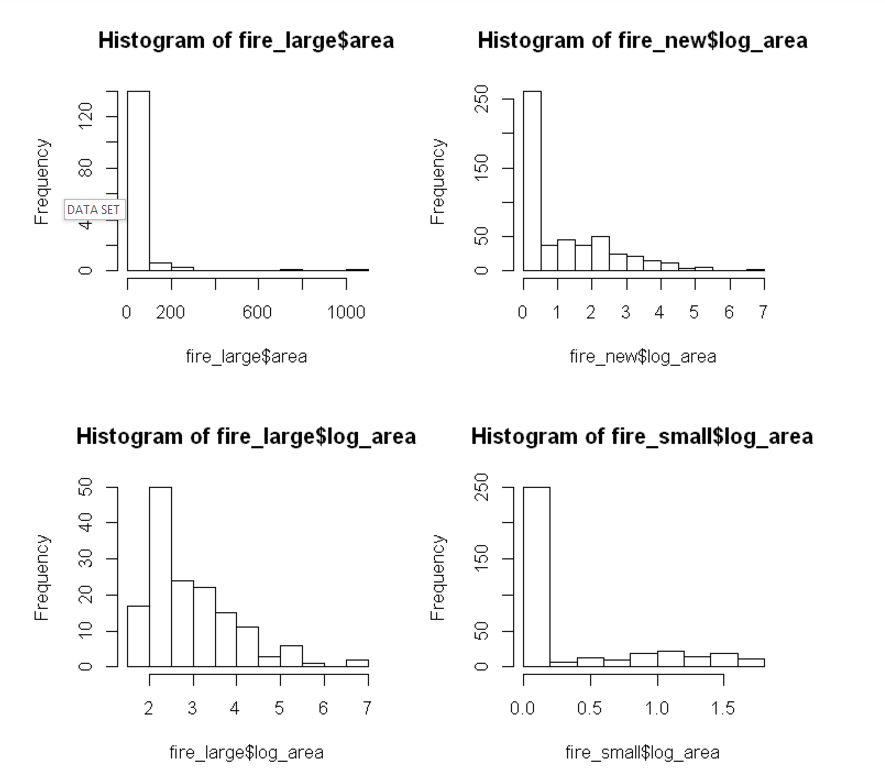 Histogram of fire_large$area
Frequency
0
4
80
120
DATA SET
0
200
600
1000
fire_large$area
Histogram of fire_new$log_area
Frequency
0
50
150
250
0 1 2 3 4 5 6 7
fire_new$log_area
Histogram of fire_large$log_area
Frequency
0
10
20
30
40
50
2 3 4 5 6 7
fire_large$log_area
Histogram of fire_small$log_area
Frequency
0
50
150
250
0.0 0.5 1.0 1.5
fire_small$log_area